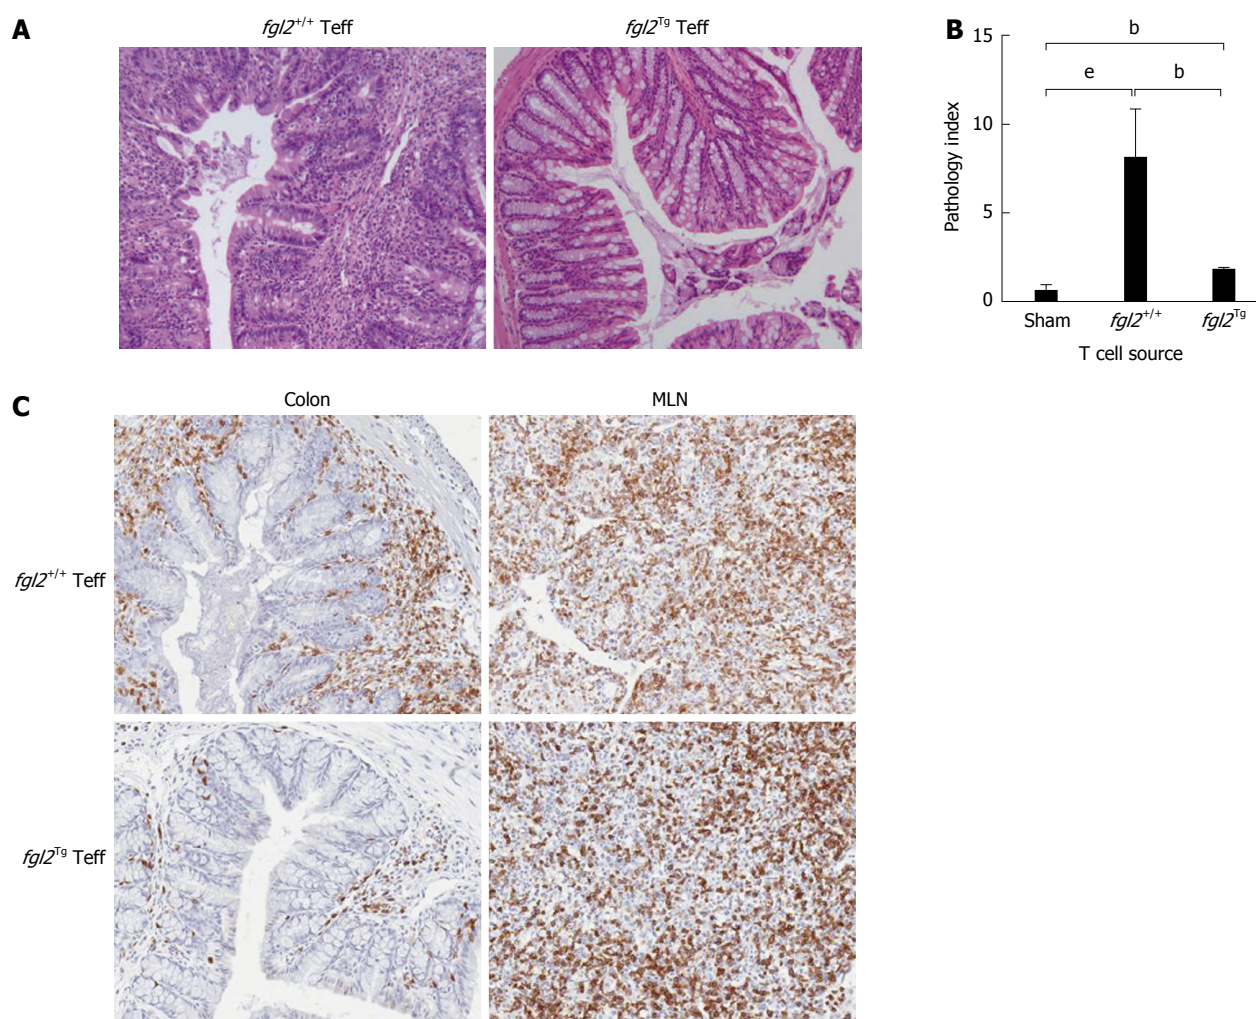 A
fgl2+/+ Teff
fgl2Tg Teff
B
15
10
5
0
Pathology index
b
e
b
Sham
fgl2+/+
fgl2Tg
T cell source
C
Colon
MLN
fgl2+/+ Teff
fgl2Tg Teff